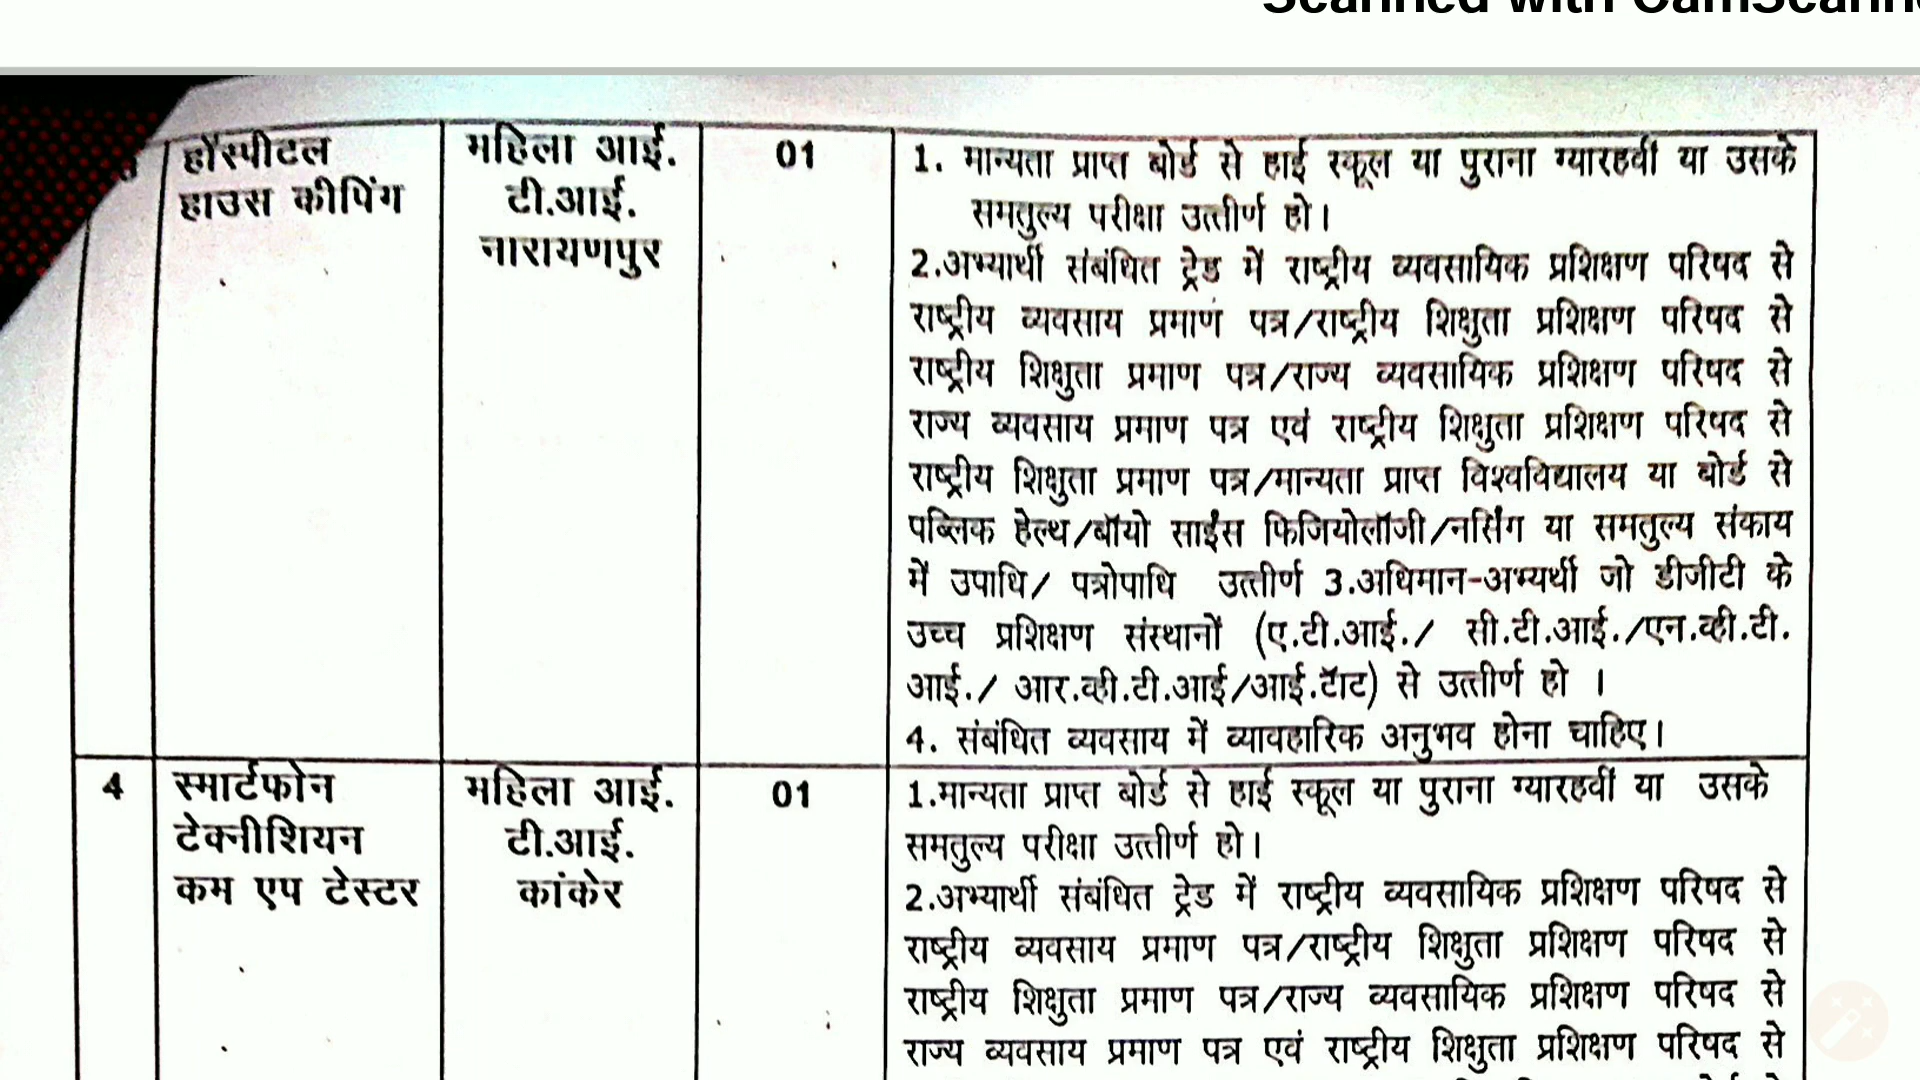 Scanned with CamScanne
हॉस्पीटल
हाउस कीपिंग
महिला आई.
टी.आई.
नारायणपुर
01
1. मान्यता प्राप्त बोर्ड से हाई स्कूल या पुराना ग्यारहवीं या उसके
समतुल्य परीक्षा उत्तीर्ण हो।
2.अभ्यार्थी संबंधित ट्रेड में राष्ट्रीय व्यवसायिक प्रशिक्षण परिषद से
राष्ट्रीय व्यवसाय प्रमाण पत्र/राष्ट्रीय शिक्षुता प्रशिक्षण परिषद से
राष्ट्रीय शिक्षुता प्रमाण पत्र/राज्य व्यवसायिक प्रशिक्षण परिषद से
राज्य व्यवसाय प्रमाण पत्र एवं राष्ट्रीय शिक्षुता प्रशिक्षण परिषद से
राष्ट्रीय शिक्षुता प्रमाण पत्र/मान्यता प्राप्त विश्वविद्यालय या बोर्ड से
पब्लिक हेल्थ/बॉयो साईंस फिजियोलॉजी/नर्सिंग या समतुल्य संकाय
में उपाधि/ पत्रोपाधि उत्तीर्ण 3.अधिमान-अभ्यर्थी जो डीजीटी के
उच्च प्रशिक्षण संस्थानों (ए.टी.आई./ सी.टी.आई./एन.व्ही.टी.
आई./ आर.व्ही.टी.आई/आई.टॅाट) से उत्तीर्ण हो ।
4. संबंधित व्यवसाय में व्यावहारिक अनुभव होना चाहिए।
4
स्मार्टफोन
टेक्नीशियन
कम एप टेस्टर
महिला आई.
टी.आई.
कांकेर
01
1.मान्यता प्राप्त बोर्ड से हाई स्कूल या पुराना ग्यारहवीं या उसके
समतुल्य परीक्षा उत्तीर्ण हो।
2.अभ्यार्थी संबंधित ट्रेड में राष्ट्रीय व्यवसायिक प्रशिक्षण परिषद से
राष्ट्रीय व्यवसाय प्रमाण पत्र/राष्ट्रीय शिक्षुता प्रशिक्षण परिषद से
राष्ट्रीय शिक्षुता प्रमाण पत्र/राज्य व्यवसायिक प्रशिक्षण परिषद से
राज्य व्यवसाय प्रमाण पत्र एवं राष्ट्रीय शिक्षुता प्रशिक्षण परिषद से